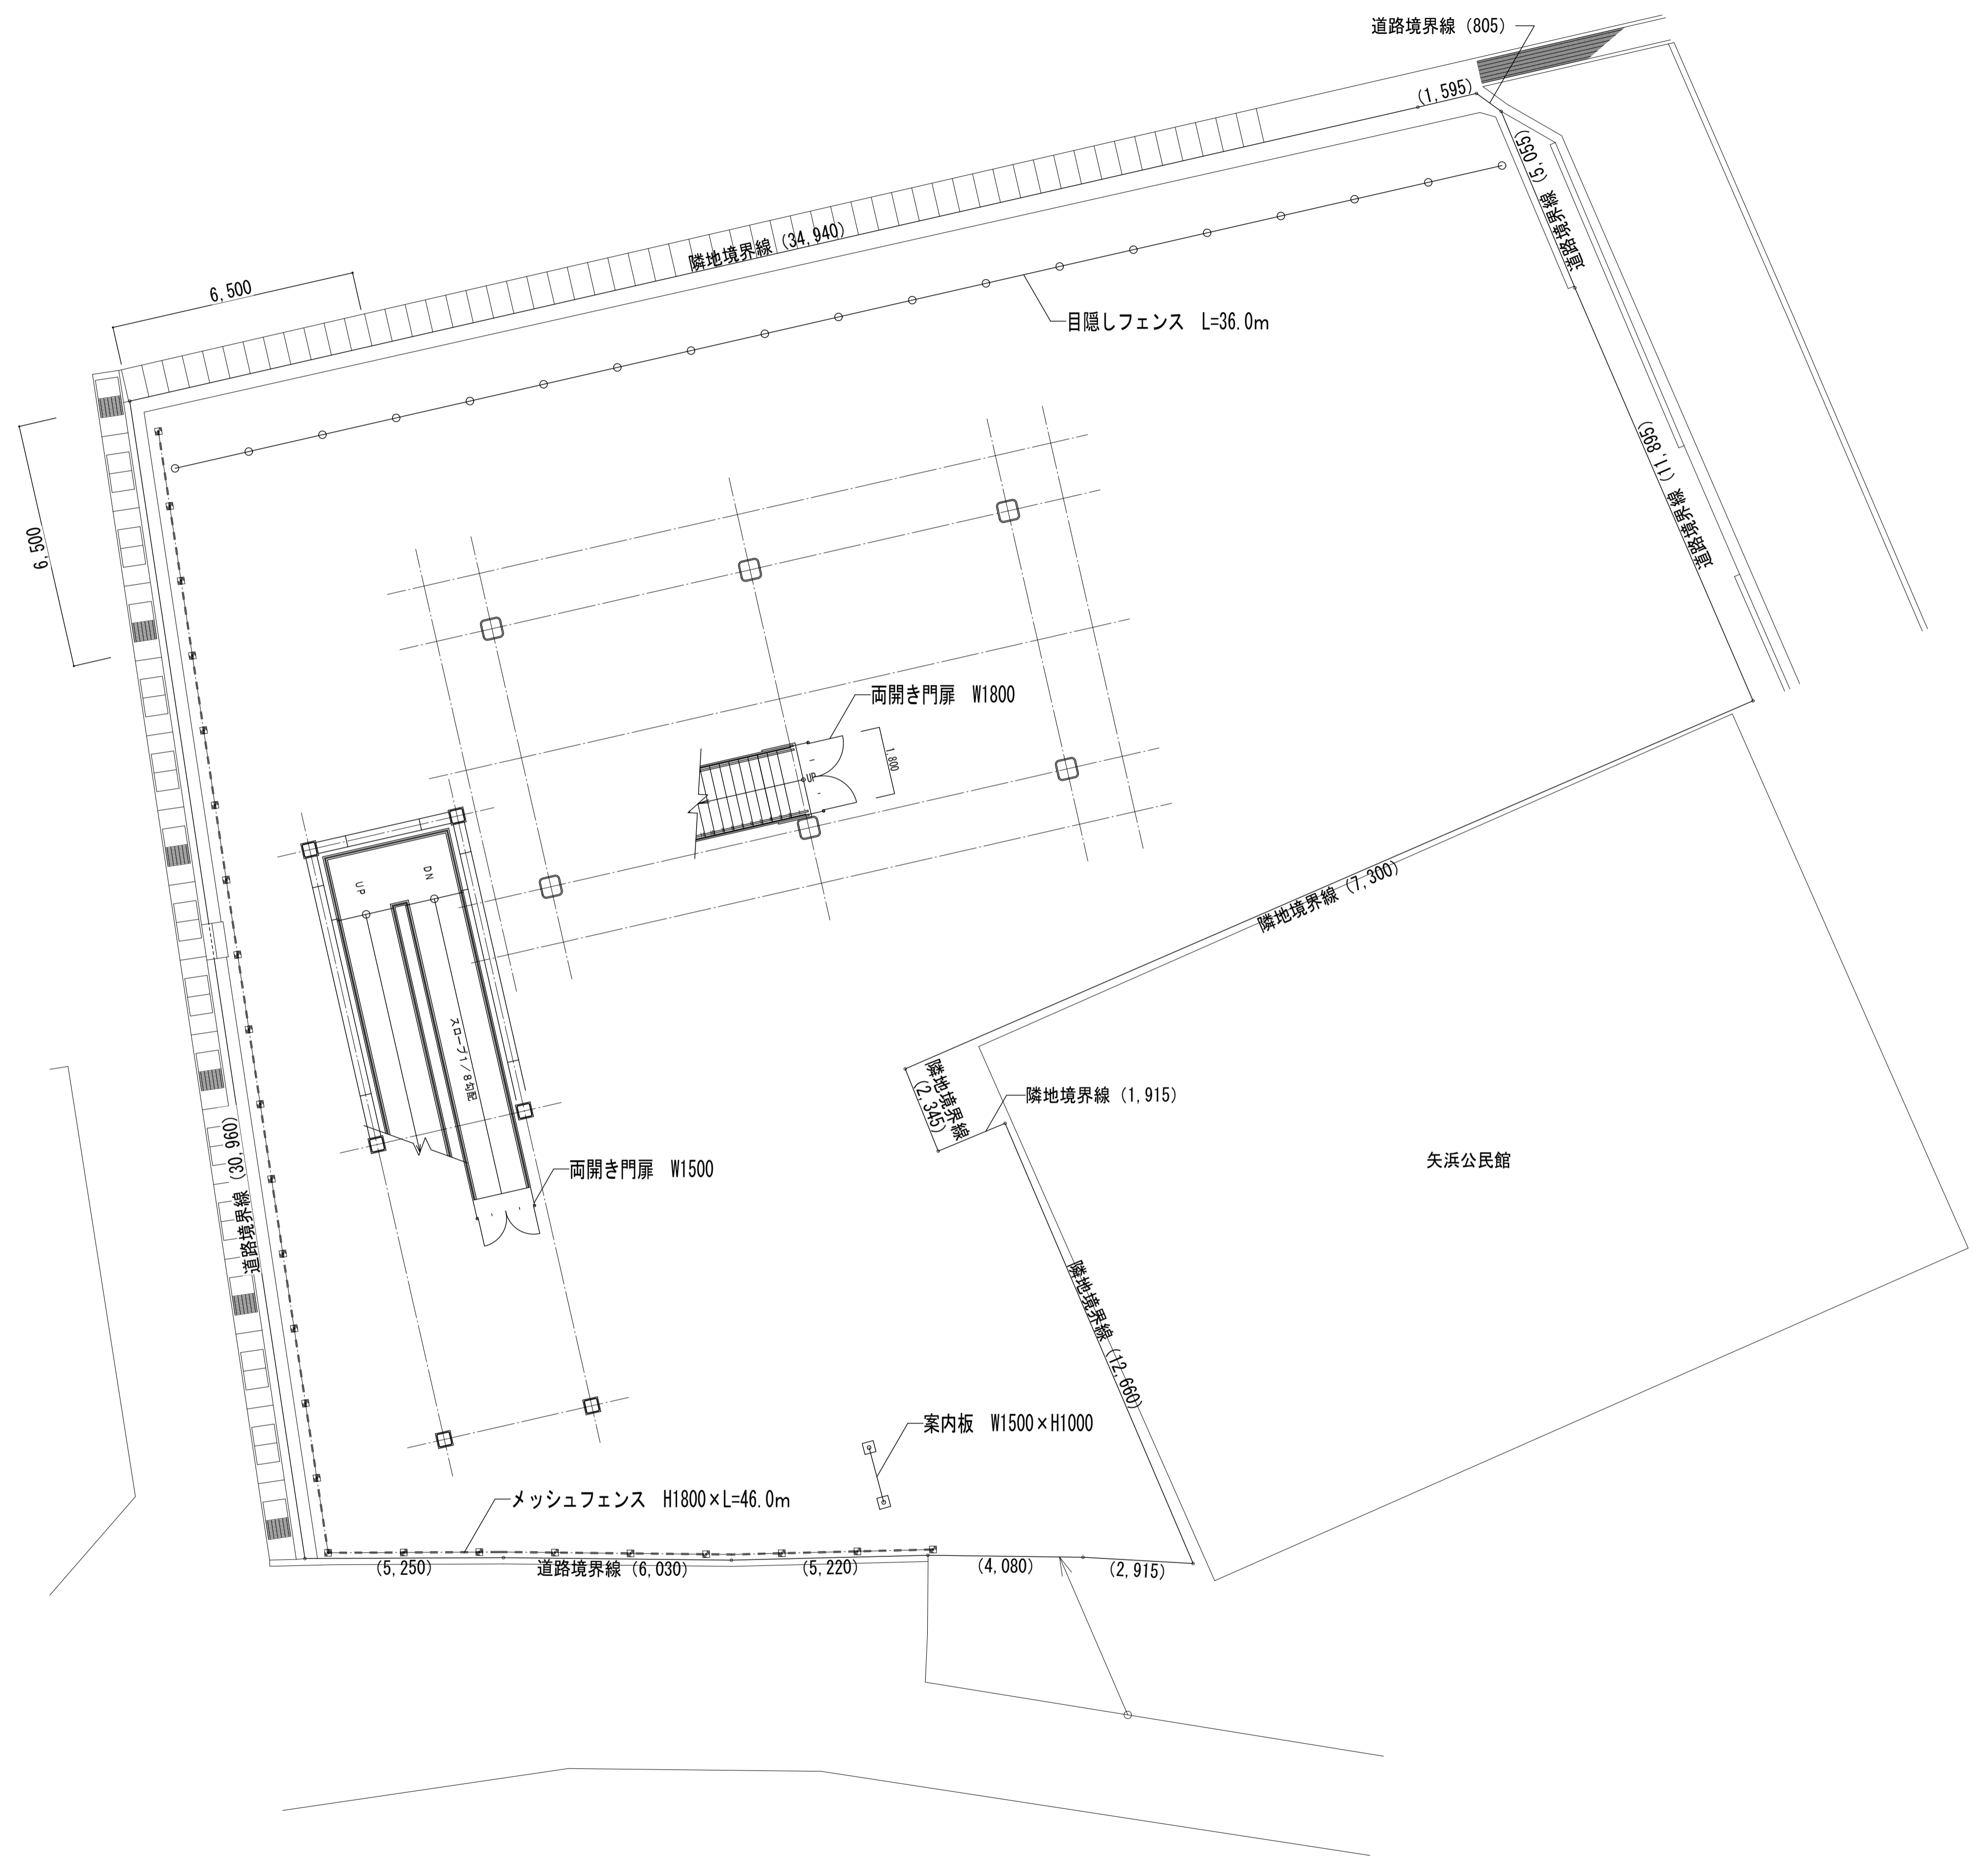 道路境界線 (805)
(1,595)
道路境界線 (5,055)
隣地境界線 (34,940)
6,500
目隠しフェンス L=36.0m
6,500
道路境界線 (11,895)
両開き門扉 W1800
1,800
UP
隣地境界線 (7,300)
UP
DN
スロープ1/8勾配
隣地境界線
(2,345)
隣地境界線 (1,915)
矢浜公民館
両開き門扉 W1500
道路境界線 (30,960)
隣地境界線 (12,660)
案内板 W1500×H1000
メッシュフェンス H1800×L=46.0m
(5,250)
道路境界線 (6,030)
(5,220)
(4,080)
(2,915)